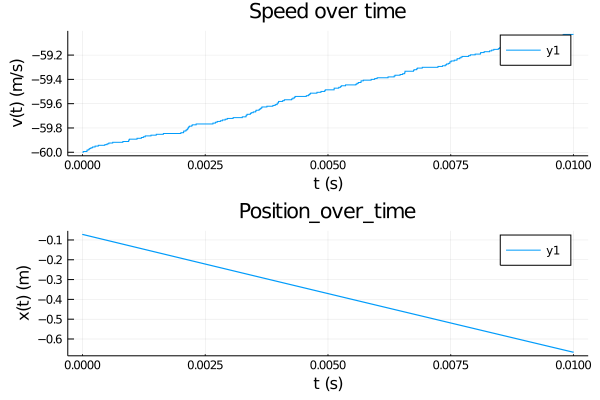 Speed over time
v(t) (m/s)
−59.2
−59.4
−59.6
−59.8
−60.0
y1
0.0000 0.0025 0.0050 0.0075 0.0100
t (s)
Position_over_time
x(t) (m)
−0.1
−0.2
−0.3
−0.4
−0.5
−0.6
y1
0.0000 0.0025 0.0050 0.0075 0.0100
t (s)